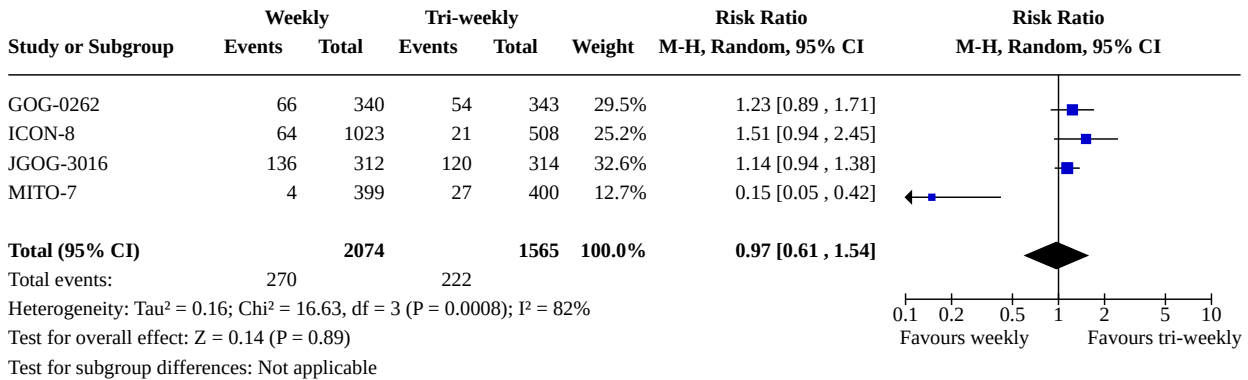 Weekly Tri-weekly Risk Ratio Risk Ratio
Study or Subgroup Events Total Events Total Weight M-H, Random, 95% CI M-H, Random, 95% CI
GOG-0262 66 340 54 343 29.5% 1.23 [0.89 , 1.71]
ICON-8 64 1023 21 508 25.2% 1.51 [0.94 , 2.45]
JGOG-3016 136 312 120 314 32.6% 1.14 [0.94 , 1.38]
MITO-7 4 399 27 400 12.7% 0.15 [0.05 , 0.42]
Total (95% CI) 2074 1565 100.0% 0.97 [0.61 , 1.54]
Total events: 270 222
Heterogeneity: Tau² = 0.16; Chi² = 16.63, df = 3 (P = 0.0008); I² = 82%
0.1 0.2 0.5 1 2 5 10
Test for overall effect: Z = 0.14 (P = 0.89) Favours weekly Favours tri-weekly
Test for subgroup differences: Not applicable